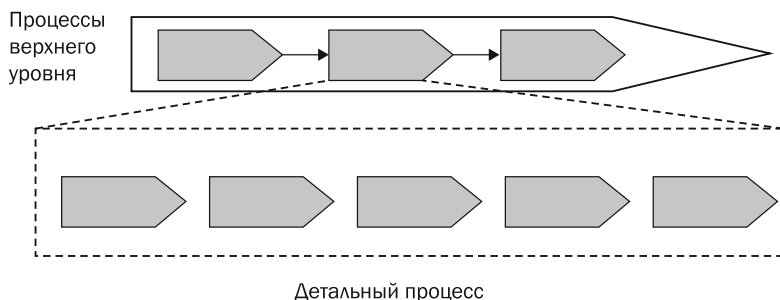 Процессы
верхнего
уровня
Детальный процесс